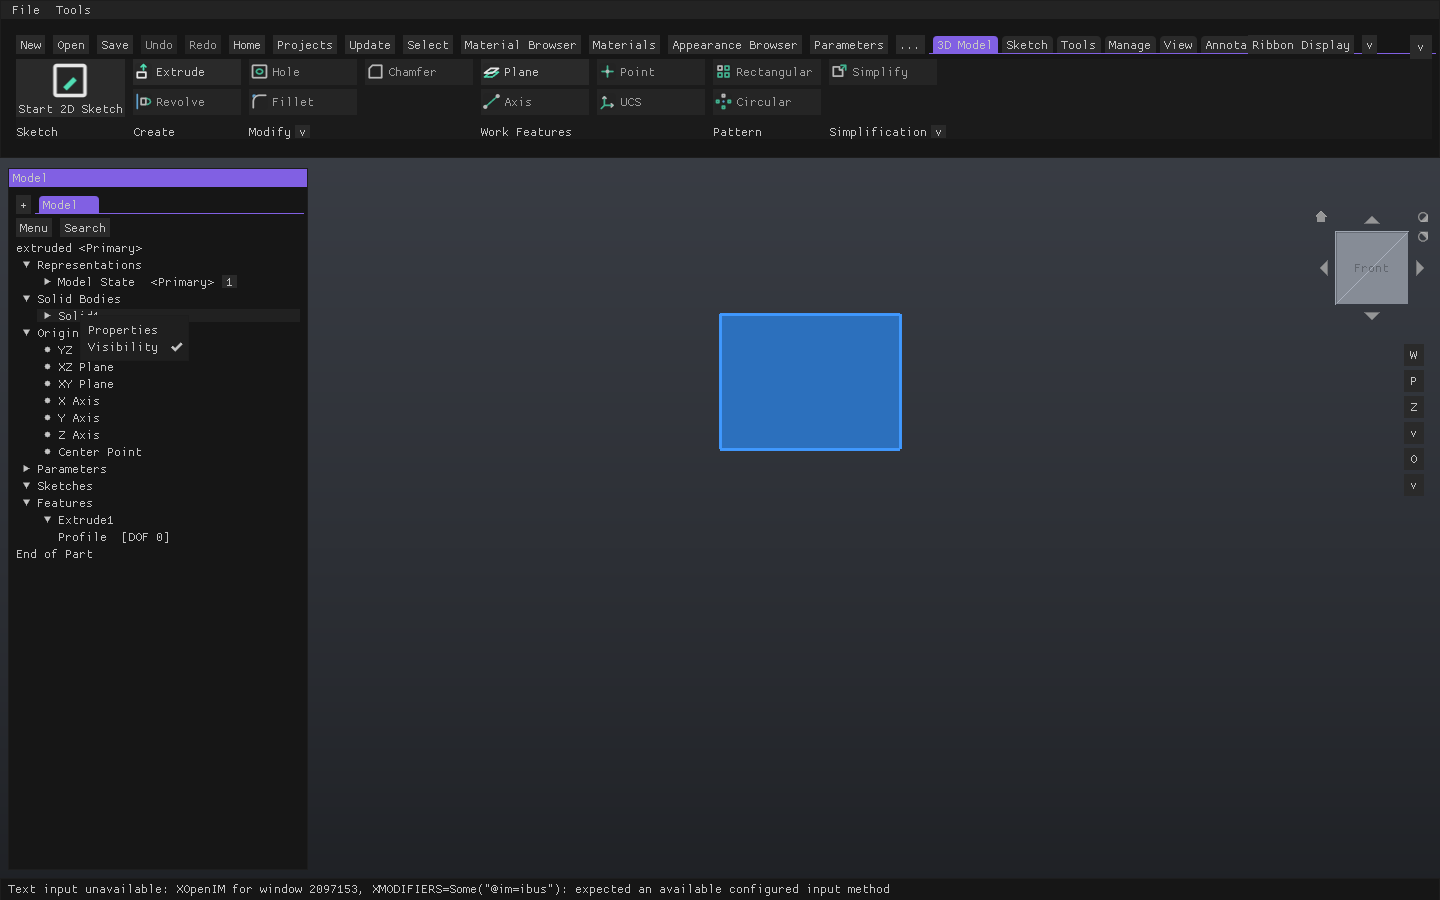 File Tools
New Open Save Undo Redo Home Projects Update Select Material Browser Materials Appearance Browser Parameters ... 3D Model Sketch Tools Manage View Annota Ribbon Display v v
Start 2D Sketch
Extrude Hole Chamfer Plane Point Rectangular Simplify
Revolve Fillet Axis UCS Circular
Sketch Create Modify v Work Features Pattern Simplification v
Model
+ Model
Menu Search
extruded <Primary>
Representations
Model State <Primary> 1
Solid Bodies
Solid1
Properties
Visibility
Origin
YZ
XZ Plane
XY Plane
X Axis
Y Axis
Z Axis
Center Point
Parameters
Sketches
Features
Extrude1
Profile [DOF 0]
End of Part
Front
W
P
Z
v
O
v
Text input unavailable: XOpenIM for window 2097153, XMODIFIERS=Some("@im=ibus"): expected an available configured input method